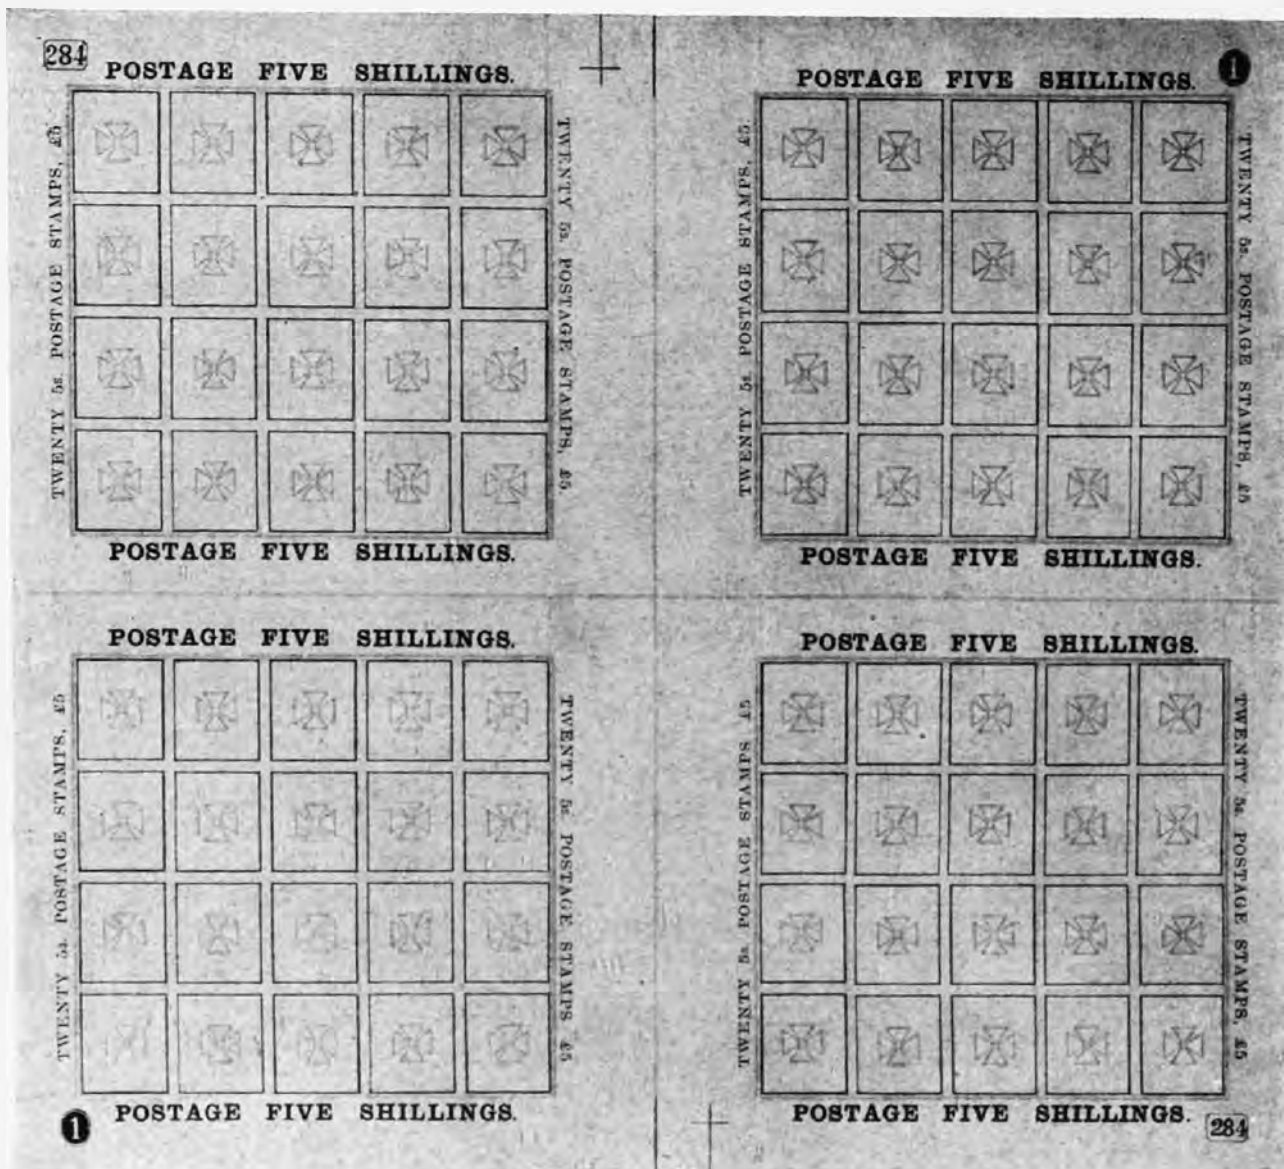 284
POSTAGE FIVE SHILLINGS.
TWENTY 5s. POSTAGE STAMPS, £5
TWENTY 5s. POSTAGE STAMPS, £5
POSTAGE FIVE SHILLINGS.
1
POSTAGE FIVE SHILLINGS.
TWENTY 5s. POSTAGE STAMPS, £5.
TWENTY 5s. POSTAGE STAMPS, £5
POSTAGE FIVE SHILLINGS.
POSTAGE FIVE SHILLINGS.
TWENTY 5s. POSTAGE STAMPS, £5
TWENTY 5s. POSTAGE STAMPS £5
POSTAGE FIVE SHILLINGS.
1
POSTAGE FIVE SHILLINGS.
TWENTY 5s. POSTAGE STAMPS £5
TWENTY 5s. POSTAGE STAMPS, £5
POSTAGE FIVE SHILLINGS.
284